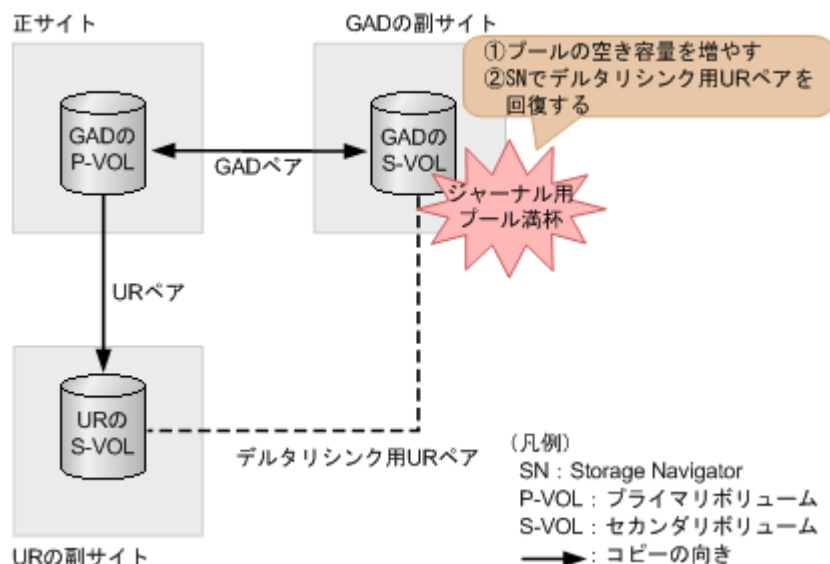 正サイト
GADの副サイト
①プールの空き容量を増やす
②SNでデルタリシンク用URペアを
回復する
GADの
P-VOL
GADペア
GADの
S-VOL
ジャーナル用
プール満杯
URペア
URの
S-VOL
デルタリシンク用URペア
URの副サイト
(凡例)
SN：Storage Navigator
P-VOL：プライマリボリューム
S-VOL：セカンダリボリューム
：コピーの向き